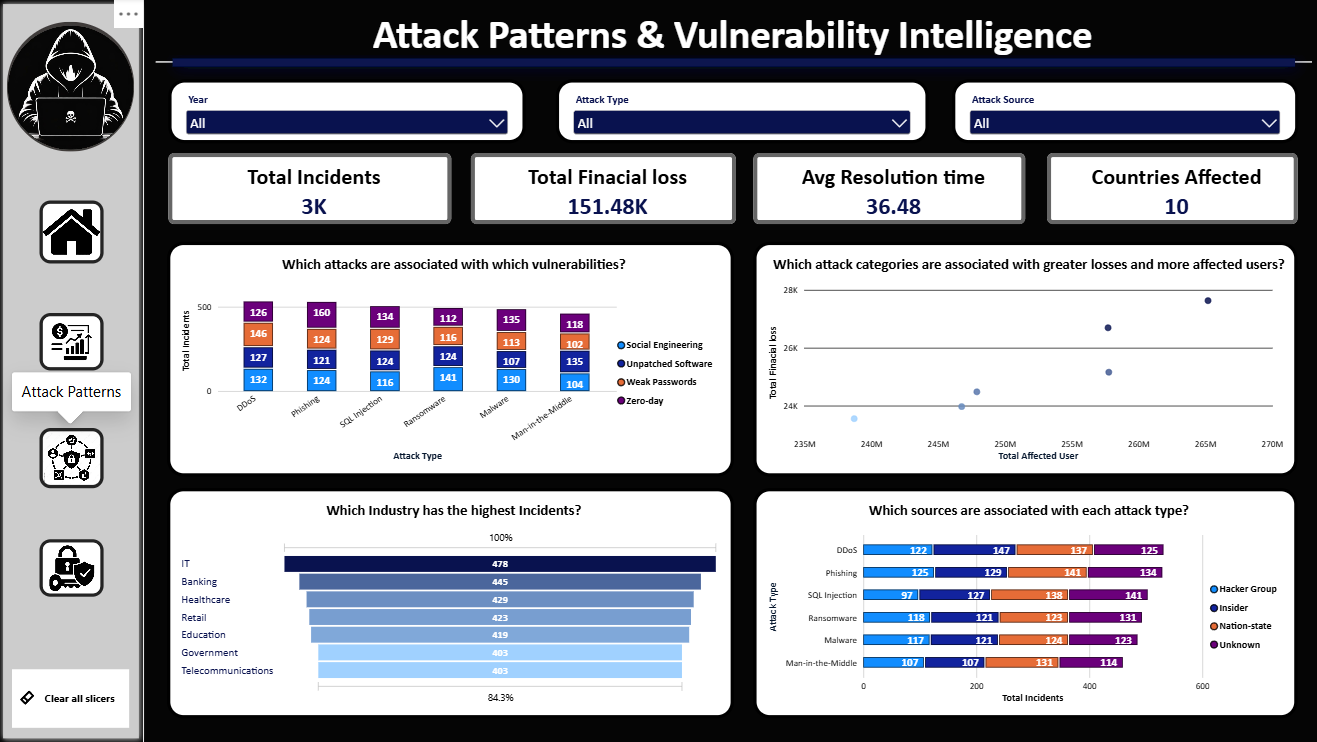 ...
Attack Patterns & Vulnerability Intelligence
Year
All
Attack Type
All
Attack Source
All
Total Incidents
3K
Total Finacial loss
151.48K
Avg Resolution time
36.48
Countries Affected
10
Attack Patterns
Clear all slicers
Which attacks are associated with which vulnerabilities?
Total Incidents
500
0
126 160 134 112 135 118
146 124 129 116 113 102
127 121 124 124 107 135
132 124 116 141 130 104
DDoS Phishing SQL Injection Ransomware Malware Man-in-the-Middle
Attack Type
Social Engineering
Unpatched Software
Weak Passwords
Zero-day
Which attack categories are associated with greater losses and more affected users?
Total Finacial loss
28K
26K
24K
235M 240M 245M 250M 255M 260M 265M 270M
Total Affected User
Which Industry has the highest Incidents?
100%
IT 478
Banking 445
Healthcare 429
Retail 423
Education 419
Government 403
Telecommunications 403
84.3%
Which sources are associated with each attack type?
Attack Type
DDoS 122 147 137 125
Phishing 125 129 141 134
SQL Injection 97 127 138 141
Ransomware 118 121 123 131
Malware 117 121 124 123
Man-in-the-Middle 107 107 131 114
0 200 400 600
Total Incidents
Hacker Group
Insider
Nation-state
Unknown